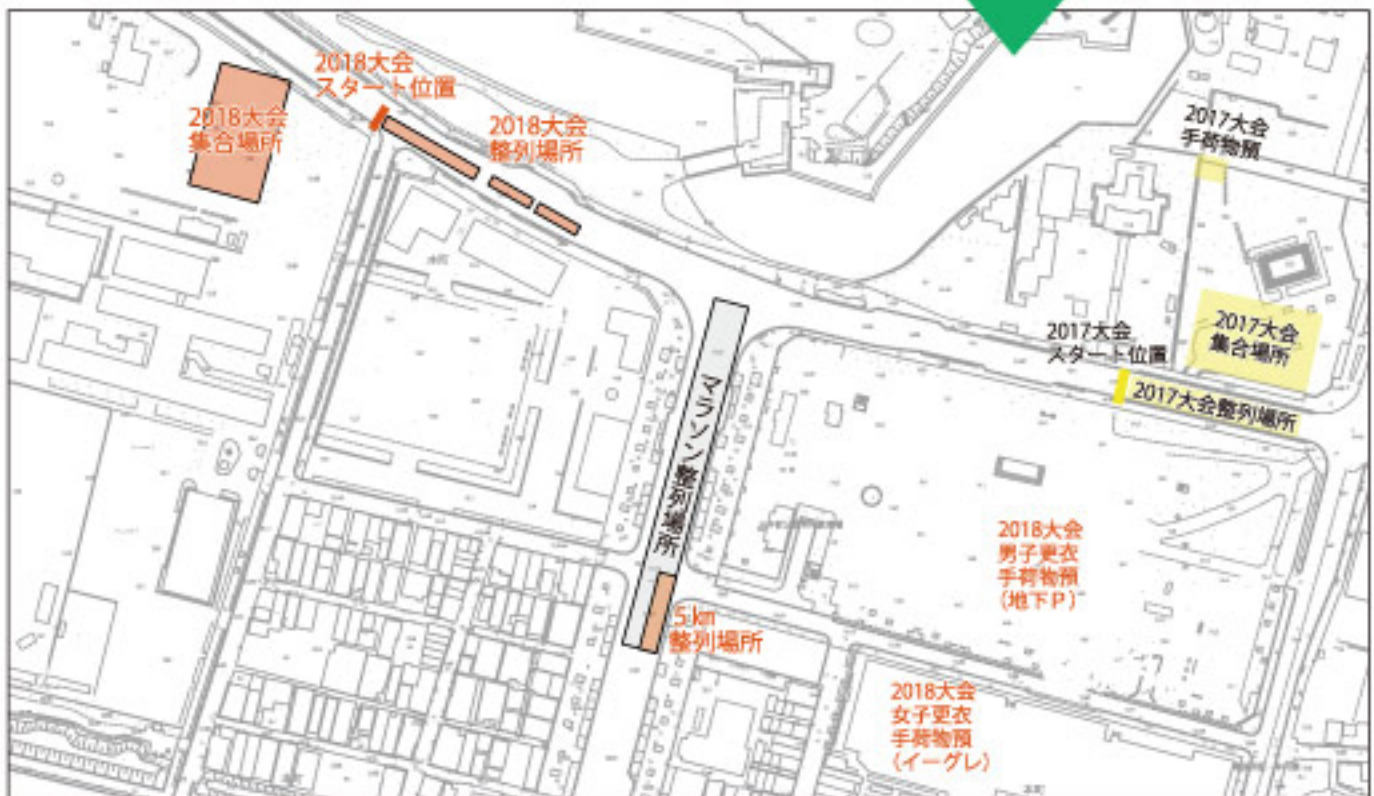 2018大会
スタート位置
2018大会
集合場所
2018大会
整列場所
2017大会
手荷物預
2017大会
スタート位置
2017大会
集合場所
2017大会整列場所
マラソン整列場所
5km
整列場所
2018大会
男子更衣
手荷物預
(地下P)
2018大会
女子更衣
手荷物預
(イーグレ)